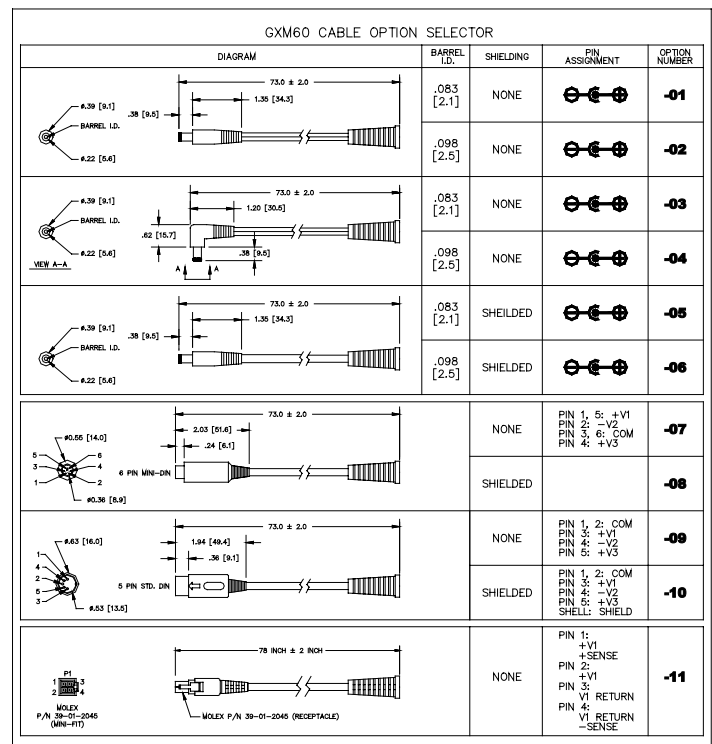 GXM60 CABLE OPTION SELECTOR
DIAGRAM
BARREL I.D.
SHIELDING
PIN ASSIGNMENT
OPTION NUMBER
73.0 ± 2.0
1.35 [34.3]
.38 [9.5]
ø.39 [9.1]
BARREL I.D.
ø.22 [5.6]
.083 [2.1]
NONE
-01
.098 [2.5]
NONE
-02
73.0 ± 2.0
1.20 [30.5]
.62 [15.7]
.38 [9.5]
A A
ø.39 [9.1]
BARREL I.D.
ø.22 [5.6]
VIEW A-A
.083 [2.1]
NONE
-03
.098 [2.5]
NONE
-04
73.0 ± 2.0
1.35 [34.3]
.38 [9.5]
ø.39 [9.1]
BARREL I.D.
ø.22 [5.6]
.083 [2.1]
SHEILDED
-05
.098 [2.5]
SHIELDED
-06
73.0 ± 2.0
2.03 [51.6]
.24 [6.1]
ø0.55 [14.0]
5 6
3 4
1 2
ø0.36 [8.9]
6 PIN MINI-DIN
NONE
PIN 1, 5: +V1
PIN 2: -V2
PIN 3, 6: COM
PIN 4: +V3
-07
SHIELDED
-08
73.0 ± 2.0
1.94 [49.4]
.36 [9.1]
ø.63 [16.0]
1
4
2
5
3
ø.53 [13.5]
5 PIN STD. DIN
NONE
PIN 1, 2: COM
PIN 3: +V1
PIN 4: -V2
PIN 5: +V3
-09
SHIELDED
PIN 1, 2: COM
PIN 3: +V1
PIN 4: -V2
PIN 5: +V3
SHELL: SHIELD
-10
78 INCH ± 2 INCH
P1
1 3
2 4
MOLEX
P/N 39-01-2045
(MINI-FIT)
MOLEX P/N 39-01-2045 (RECEPTACLE)
NONE
PIN 1:
+V1
+SENSE
PIN 2:
+V1
PIN 3:
V1 RETURN
PIN 4:
V1 RETURN
-SENSE
-11